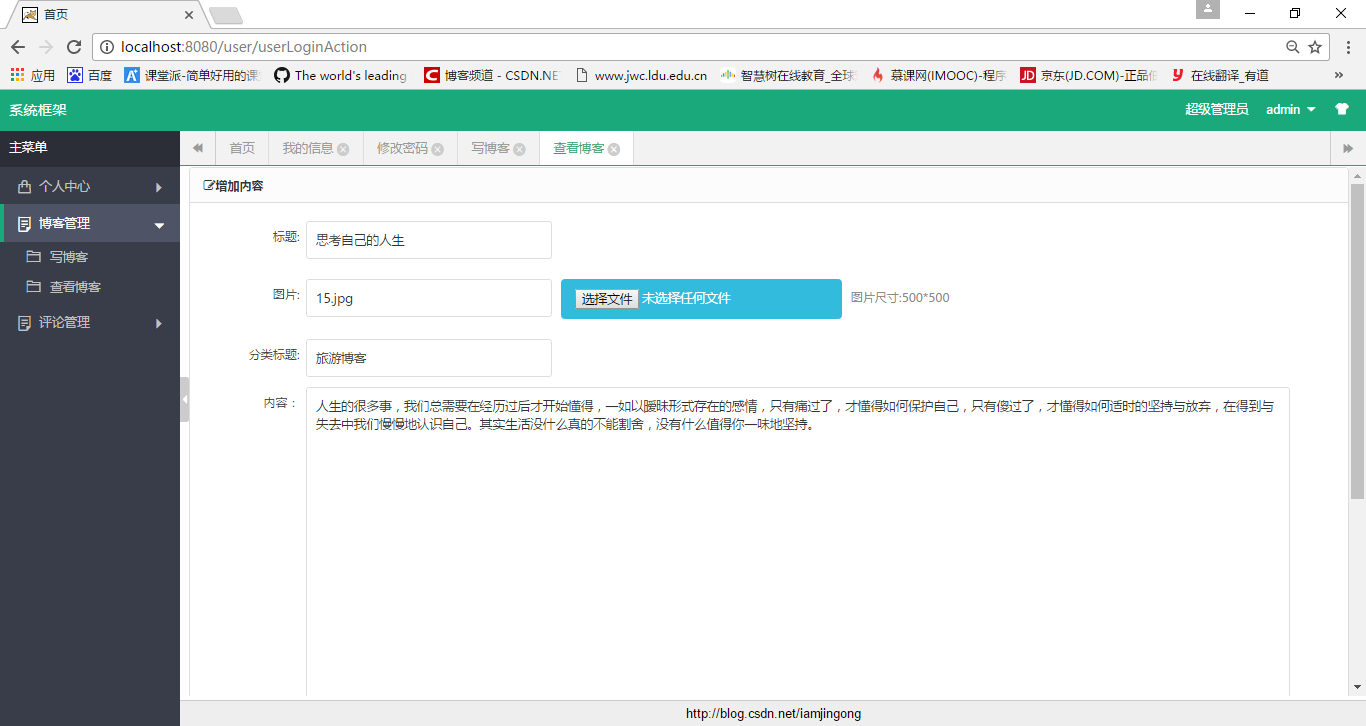 首页
localhost:8080/user/userLoginAction
应用 百度 课堂派-简单好用的课 The world's leading 博客频道 - CSDN.NE www.jwc.ldu.edu.cn 智慧树在线教育_全球 慕课网(IMOOC)-程序 京东(JD.COM)-正品低 在线翻译_有道
系统框架 超级管理员 admin
主菜单 首页 我的信息 修改密码 写博客 查看博客
个人中心
博客管理
写博客
查看博客
评论管理
增加内容
标题: 思考自己的人生
图片: 15.jpg 选择文件 未选择任何文件 图片尺寸:500*500
分类标题: 旅游博客
内容： 人生的很多事，我们总需要在经历过后才开始懂得，一如以暧昧形式存在的感情，只有痛过了，才懂得如何保护自己，只有傻过了，才懂得如何适时的坚持与放弃，在得到与
失去中我们慢慢地认识自己。其实生活没什么真的不能割舍，没有什么值得你一味地坚持。
http://blog.csdn.net/iamjingong